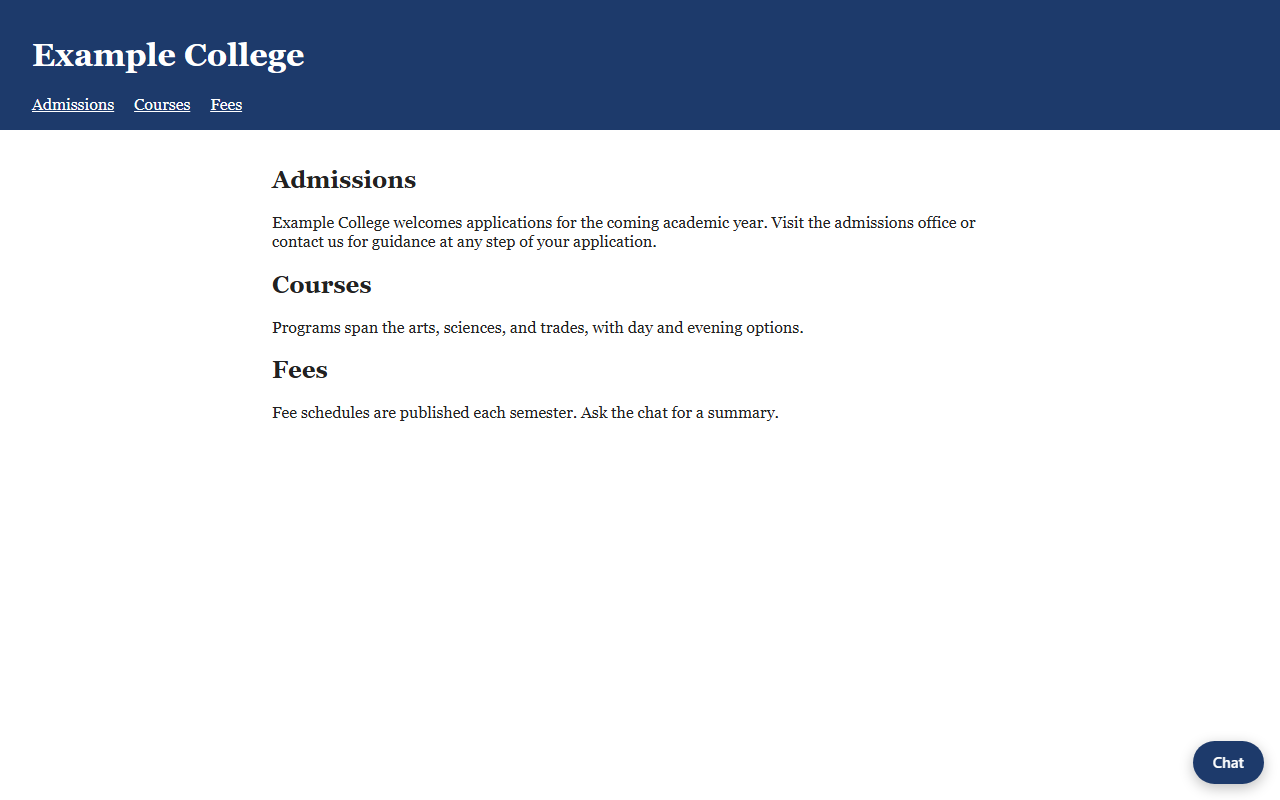 Example College
Admissions Courses Fees
Admissions
Example College welcomes applications for the coming academic year. Visit the admissions office or
contact us for guidance at any step of your application.
Courses
Programs span the arts, sciences, and trades, with day and evening options.
Fees
Fee schedules are published each semester. Ask the chat for a summary.
Chat